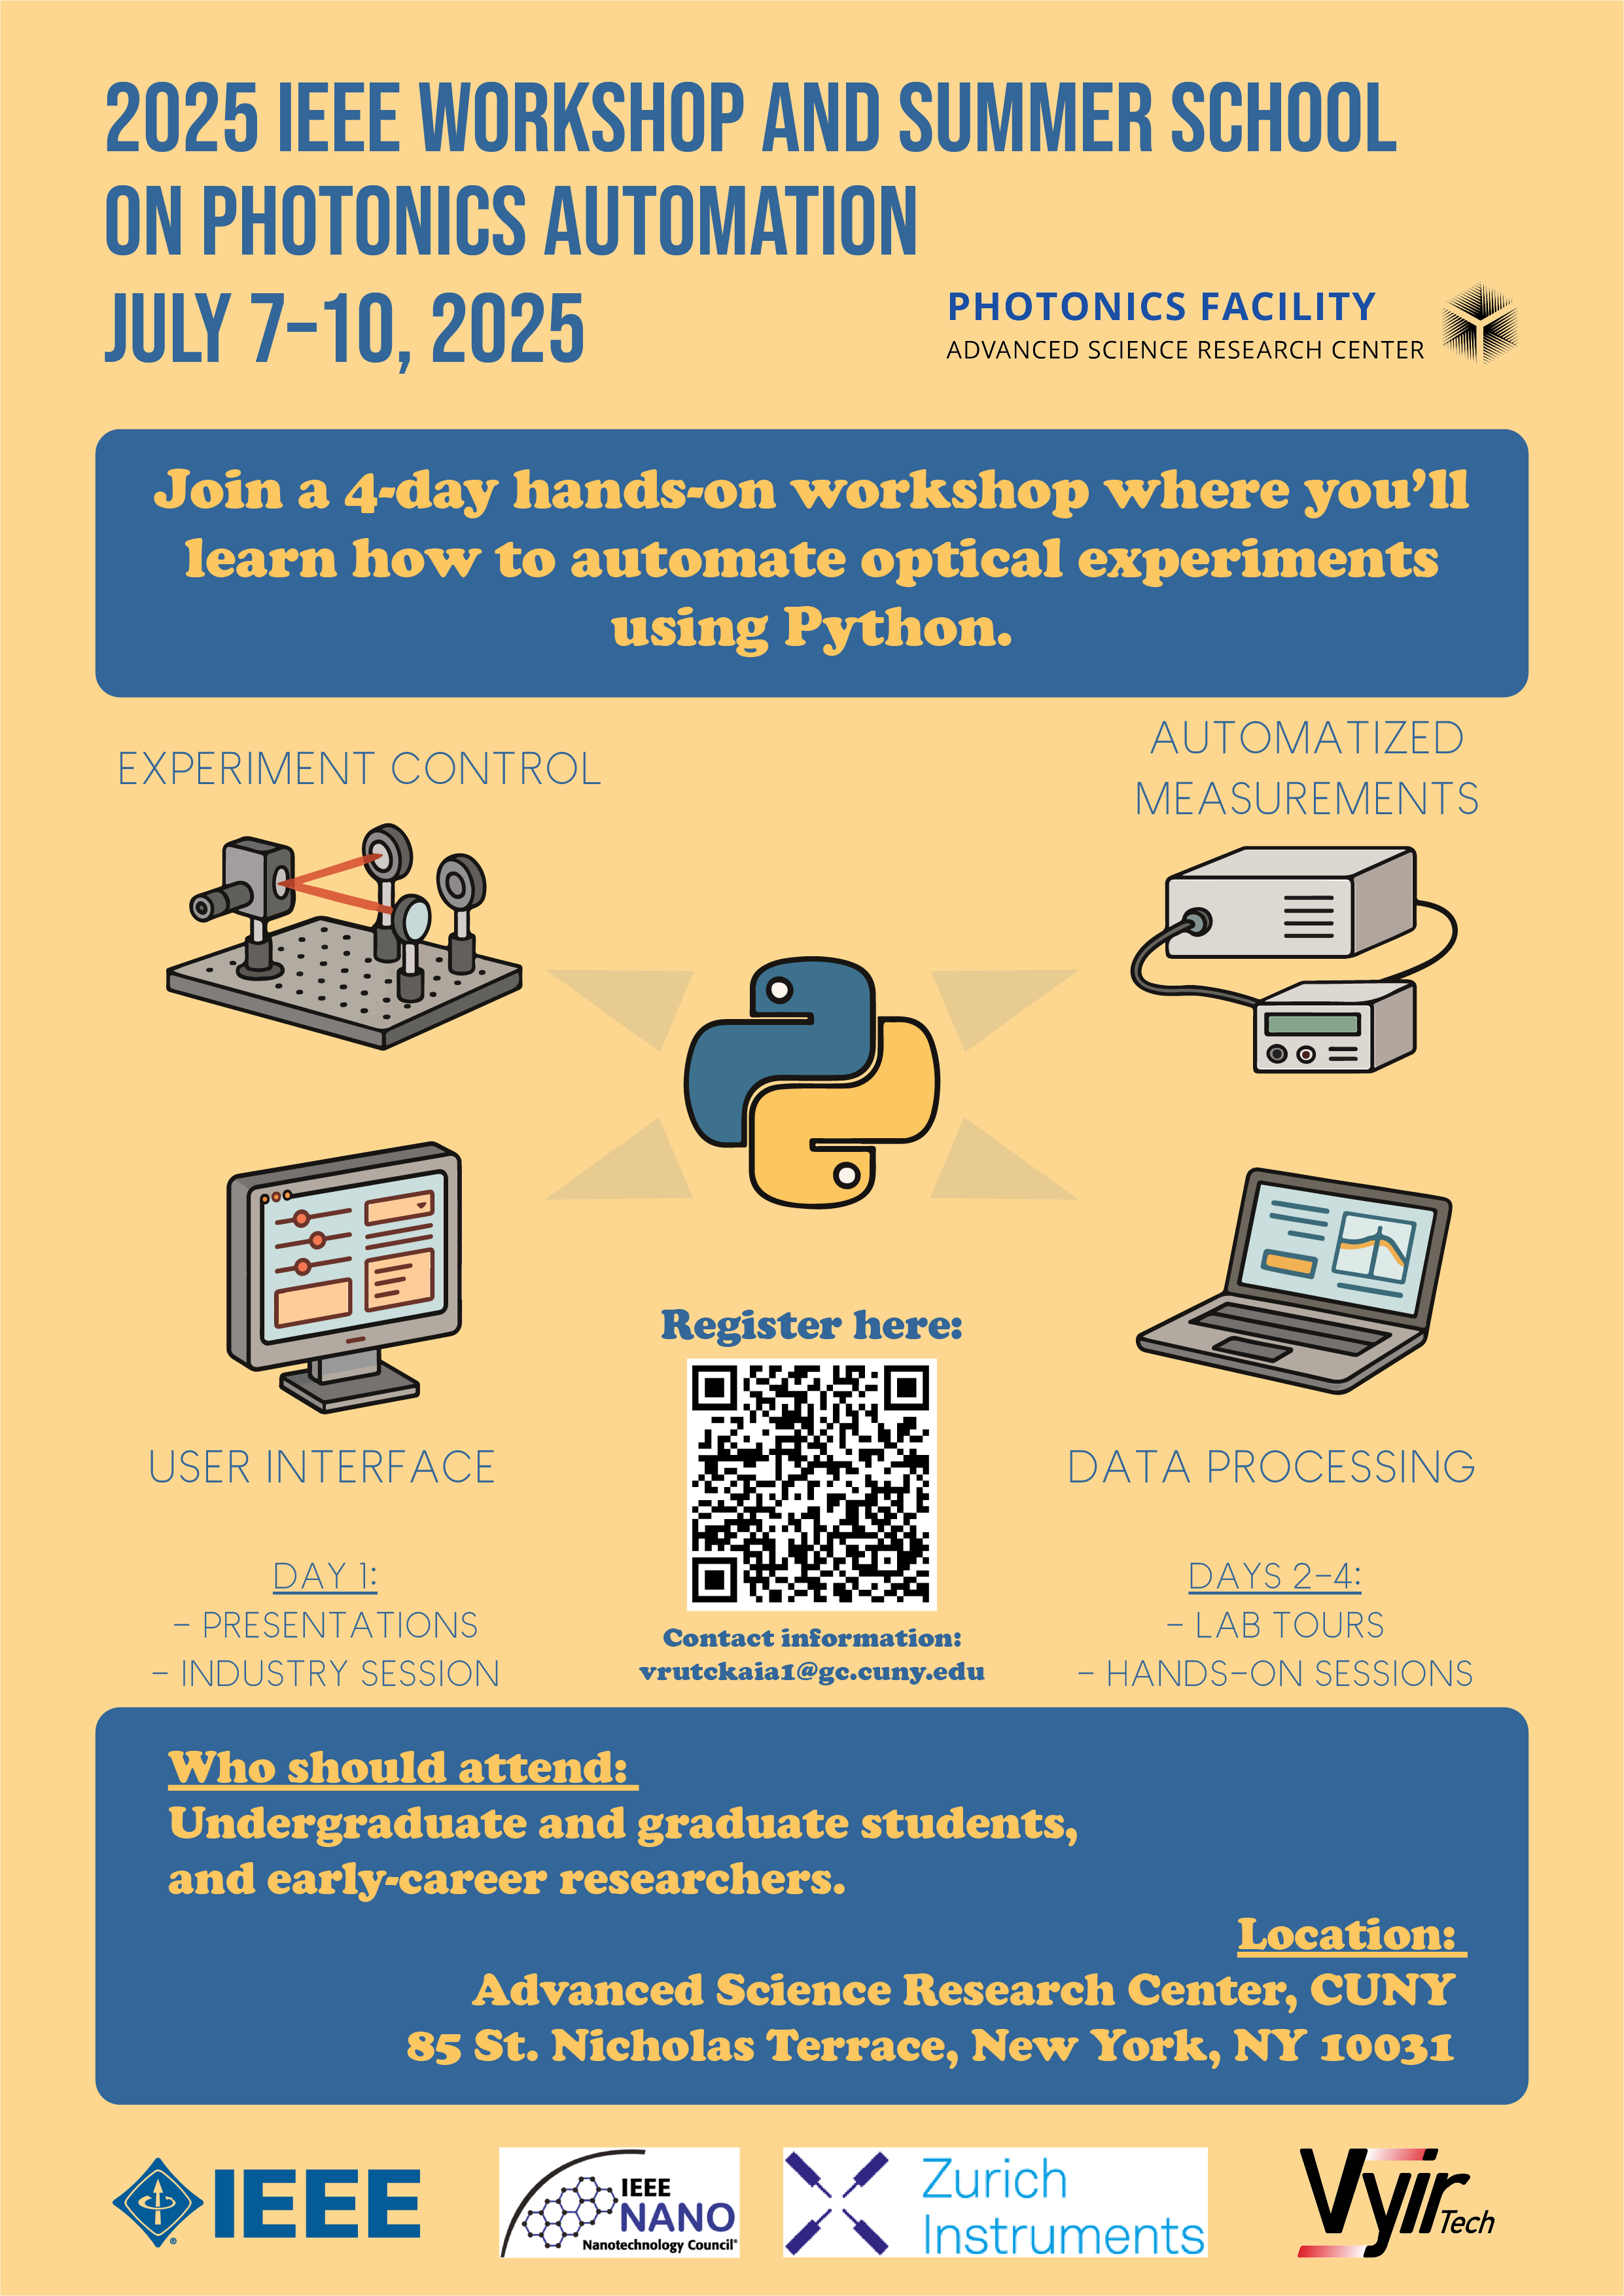 2025 IEEE WORKSHOP AND SUMMER SCHOOL
ON PHOTONICS AUTOMATION
JULY 7–10, 2025
PHOTONICS FACILITY
ADVANCED SCIENCE RESEARCH CENTER
Join a 4-day hands-on workshop where you’ll
learn how to automate optical experiments
using Python.
EXPERIMENT CONTROL
AUTOMATIZED
MEASUREMENTS
USER INTERFACE
DATA PROCESSING
Register here:
Contact information:
vrutckaia1@gc.cuny.edu
DAY 1:
– PRESENTATIONS
– INDUSTRY SESSION
DAYS 2–4:
– LAB TOURS
– HANDS–ON SESSIONS
Who should attend:
Undergraduate and graduate students,
and early-career researchers.
Location:
Advanced Science Research Center, CUNY
85 St. Nicholas Terrace, New York, NY 10031
IEEE
IEEE
NANO
Nanotechnology Council®
Zurich
Instruments
Vyir Tech